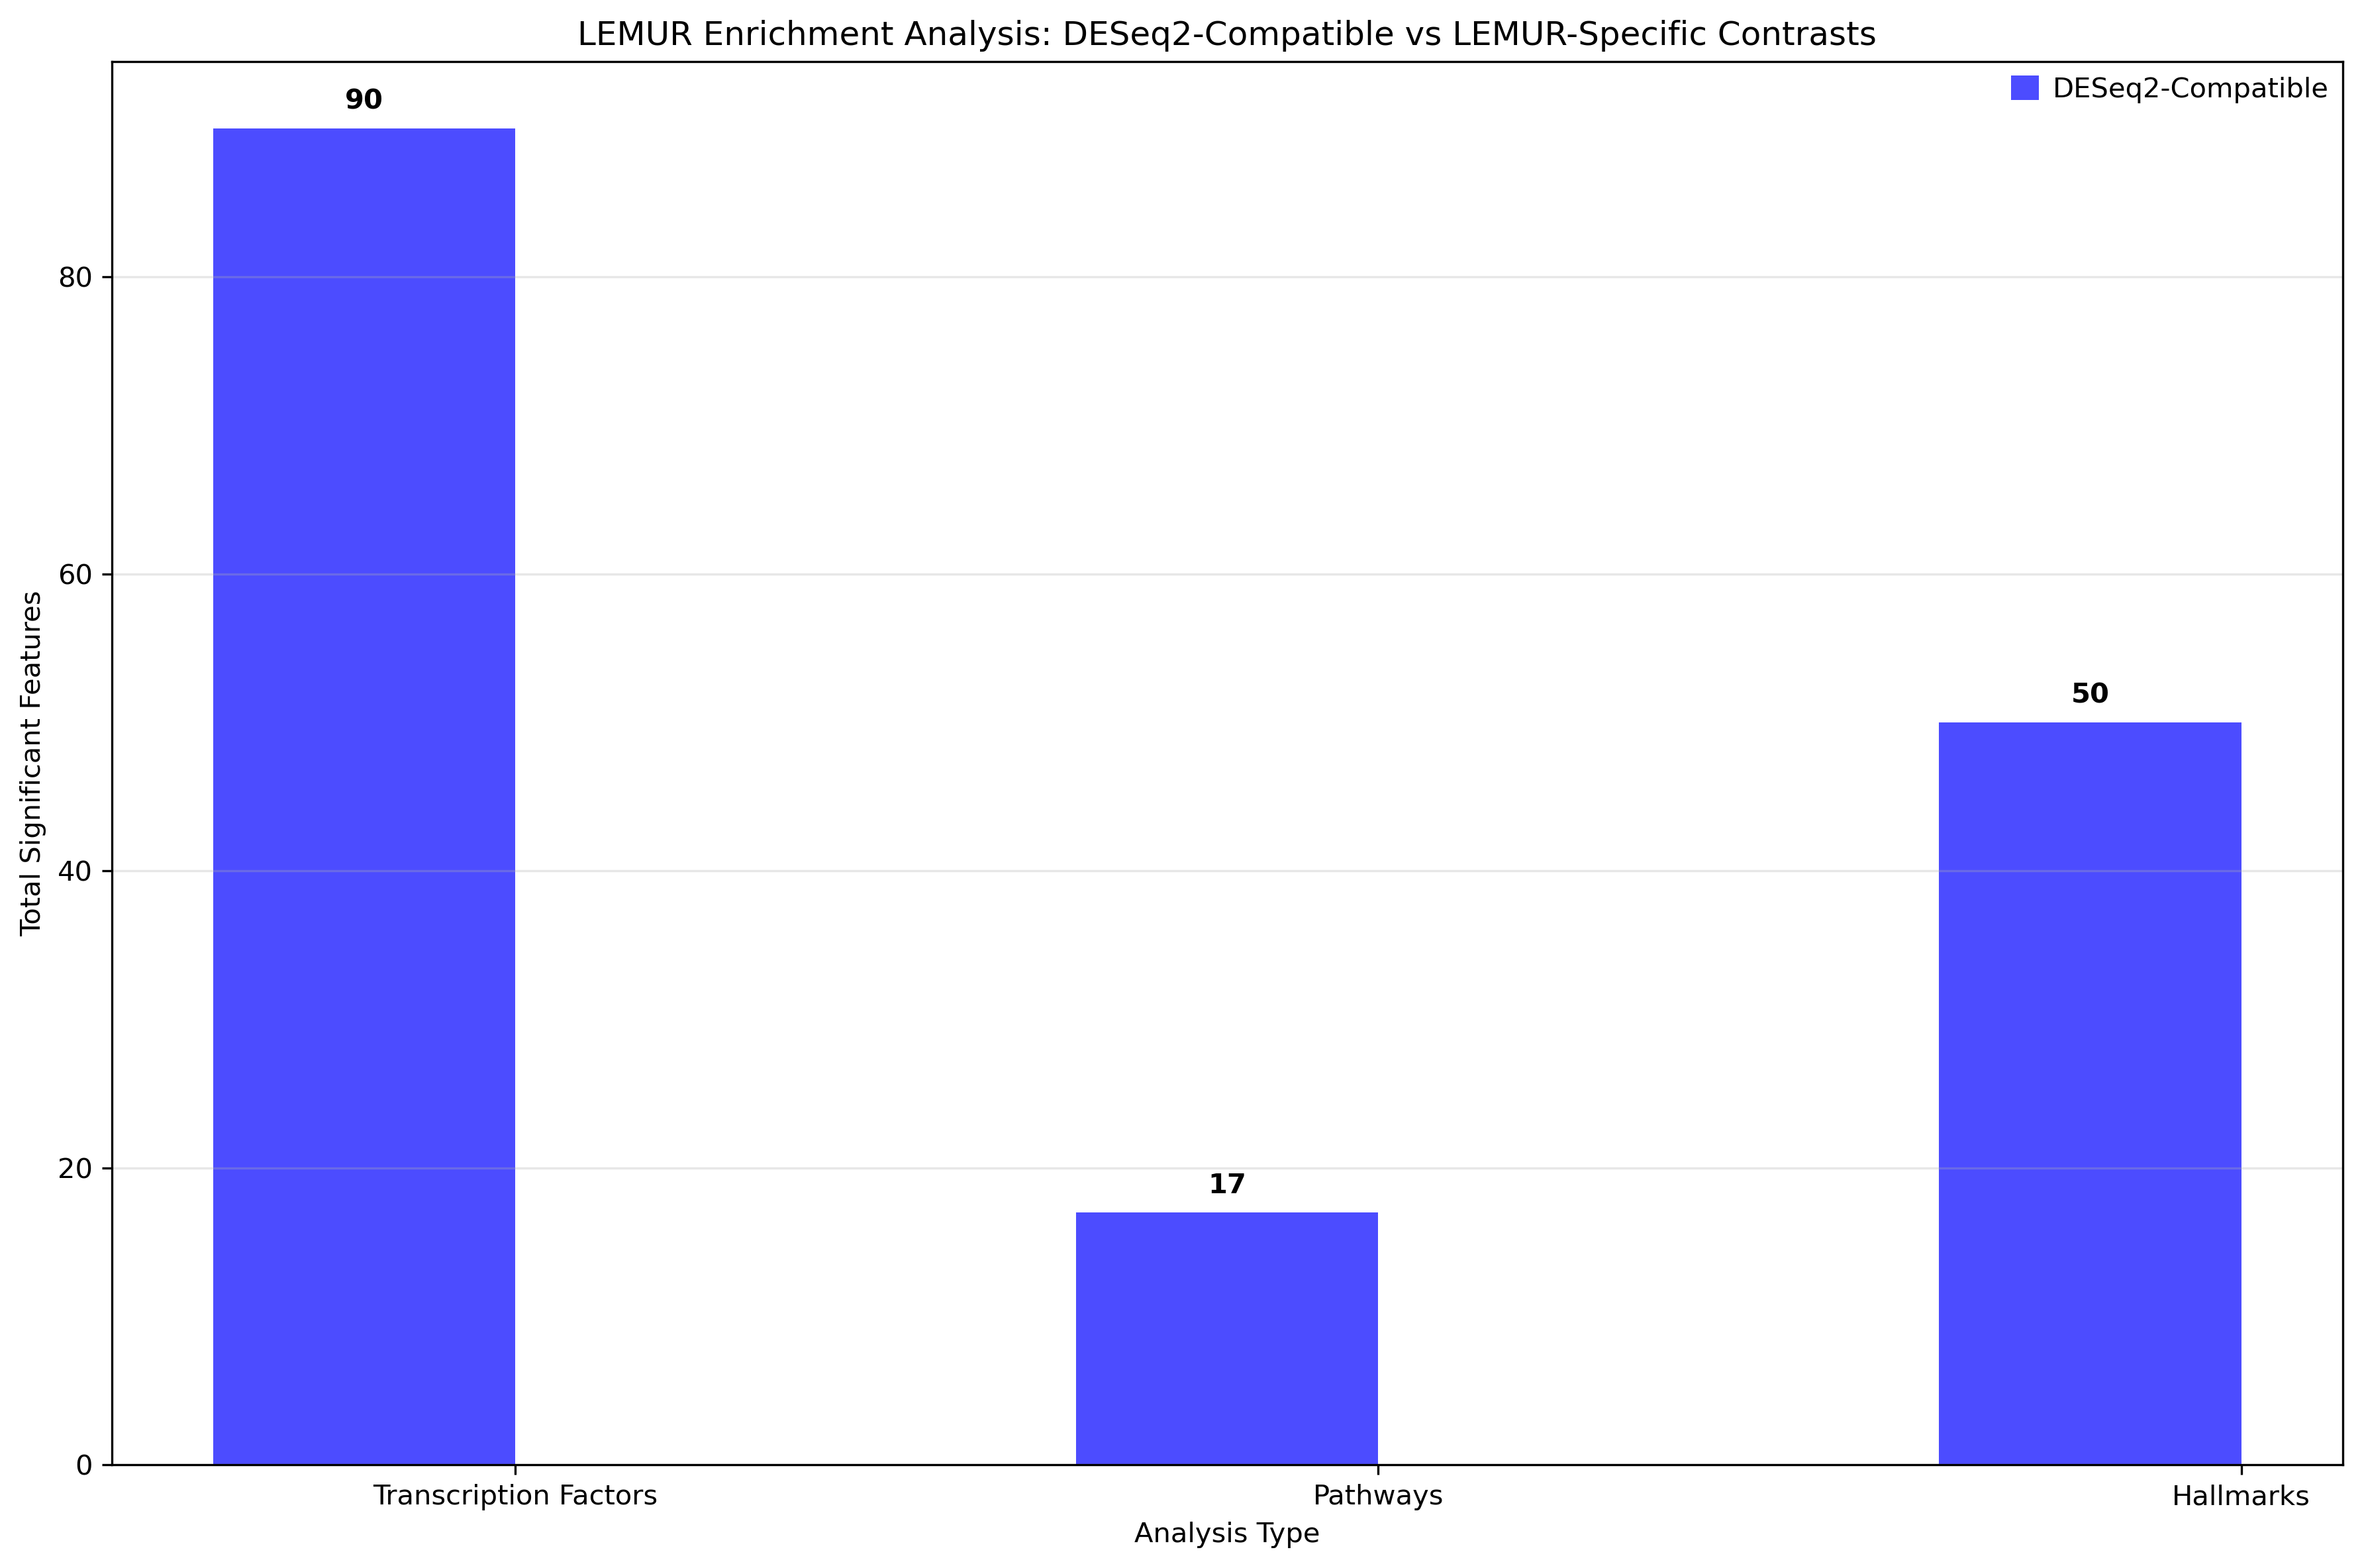 LEMUR Enrichment Analysis: DESeq2-Compatible vs LEMUR-Specific Contrasts
DESeq2-Compatible
90
17
50
Total Significant Features
80
60
40
20
0
Transcription Factors
Pathways
Hallmarks
Analysis Type